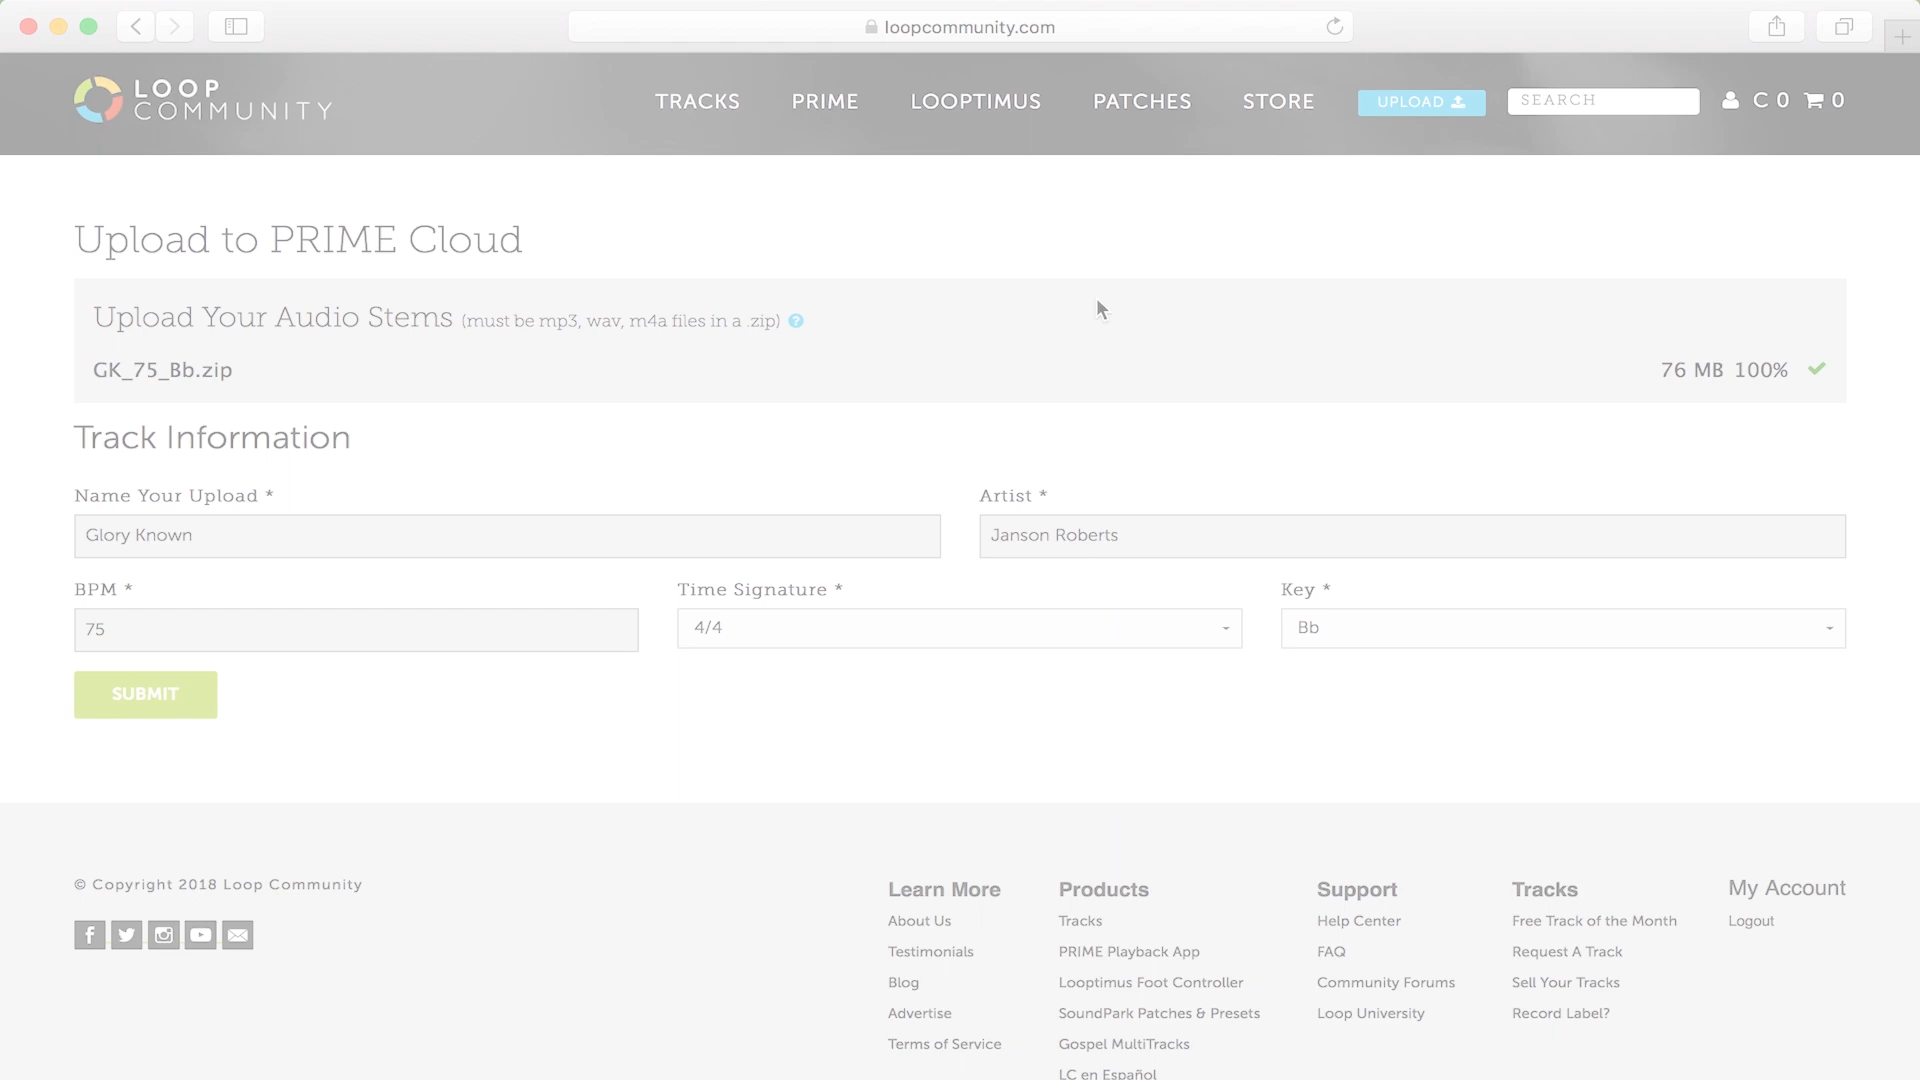 loopcommunity.com
LOOP
COMMUNITY
TRACKS PRIME LOOPTIMUS PATCHES STORE UPLOAD SEARCH C 0 0
Upload to PRIME Cloud
Upload Your Audio Stems (must be mp3, wav, m4a files in a .zip) ?
GK_75_Bb.zip 76 MB 100%
Track Information
Name Your Upload * Artist *
Glory Known Janson Roberts
BPM * Time Signature * Key *
75 4/4 Bb
SUBMIT
© Copyright 2018 Loop Community
Learn More
About Us
Testimonials
Blog
Advertise
Terms of Service
Products
Tracks
PRIME Playback App
Looptimus Foot Controller
SoundPark Patches & Presets
Gospel MultiTracks
LC en Español
Support
Help Center
FAQ
Community Forums
Loop University
Tracks
Free Track of the Month
Request A Track
Sell Your Tracks
Record Label?
My Account
Logout